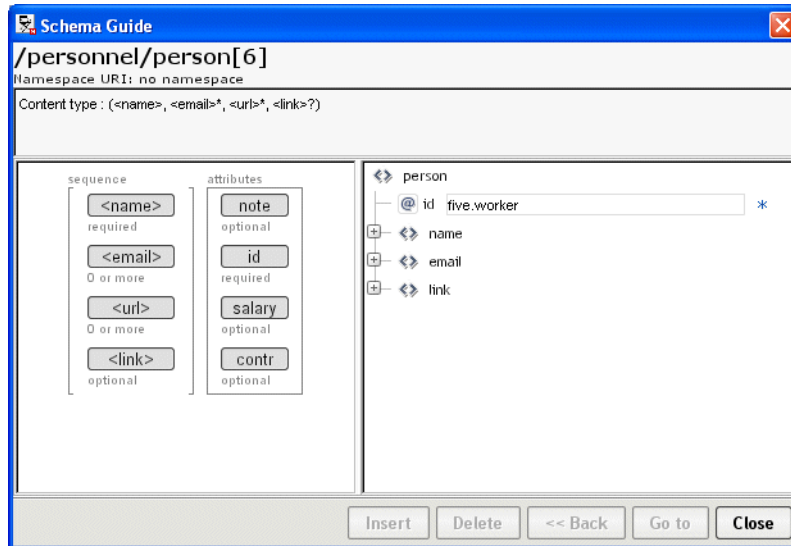 Schema Guide
/personnel/person[6]
Namespace URI: no namespace
Content type : (<name>, <email>*, <url>*, <link>?)
sequence
<name>
required
<email>
0 or more
<url>
0 or more
<link>
optional
attributes
note
optional
id
required
salary
optional
contr
optional
person
@ id five.worker *
name
email
link
Insert Delete << Back Go to Close